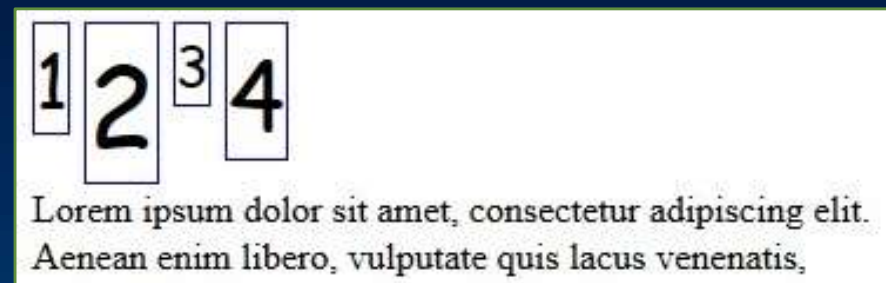 1 2 3 4
Lorem ipsum dolor sit amet, consectetur adipiscing elit.
Aenean enim libero, vulputate quis lacus venenatis,